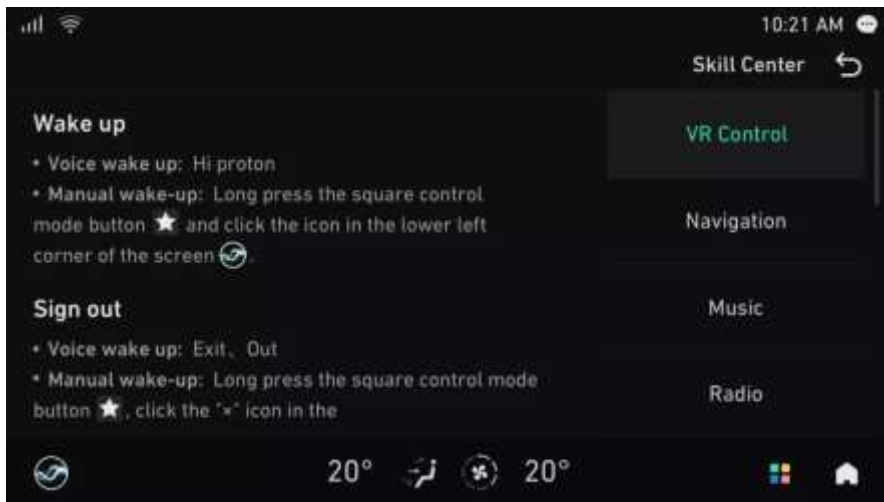 10:21 AM
Skill Center
Wake up
• Voice wake up: Hi proton
• Manual wake-up: Long press the square control
mode button ★ and click the icon in the lower left
corner of the screen .
Sign out
• Voice wake up: Exit、Out
• Manual wake-up: Long press the square control mode
button ★, click the "×" icon in the
VR Control
Navigation
Music
Radio
20°
20°